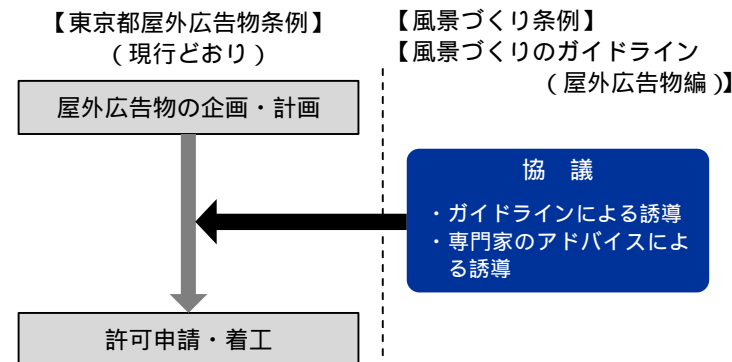 【東京都屋外広告物条例】
(現行どおり)
屋外広告物の企画・計画
許可申請・着工
【風景づくり条例】
【風景づくりのガイドライン
(屋外広告物編)】
協 議
・ガイドラインによる誘導
・専門家のアドバイスによ
る誘導